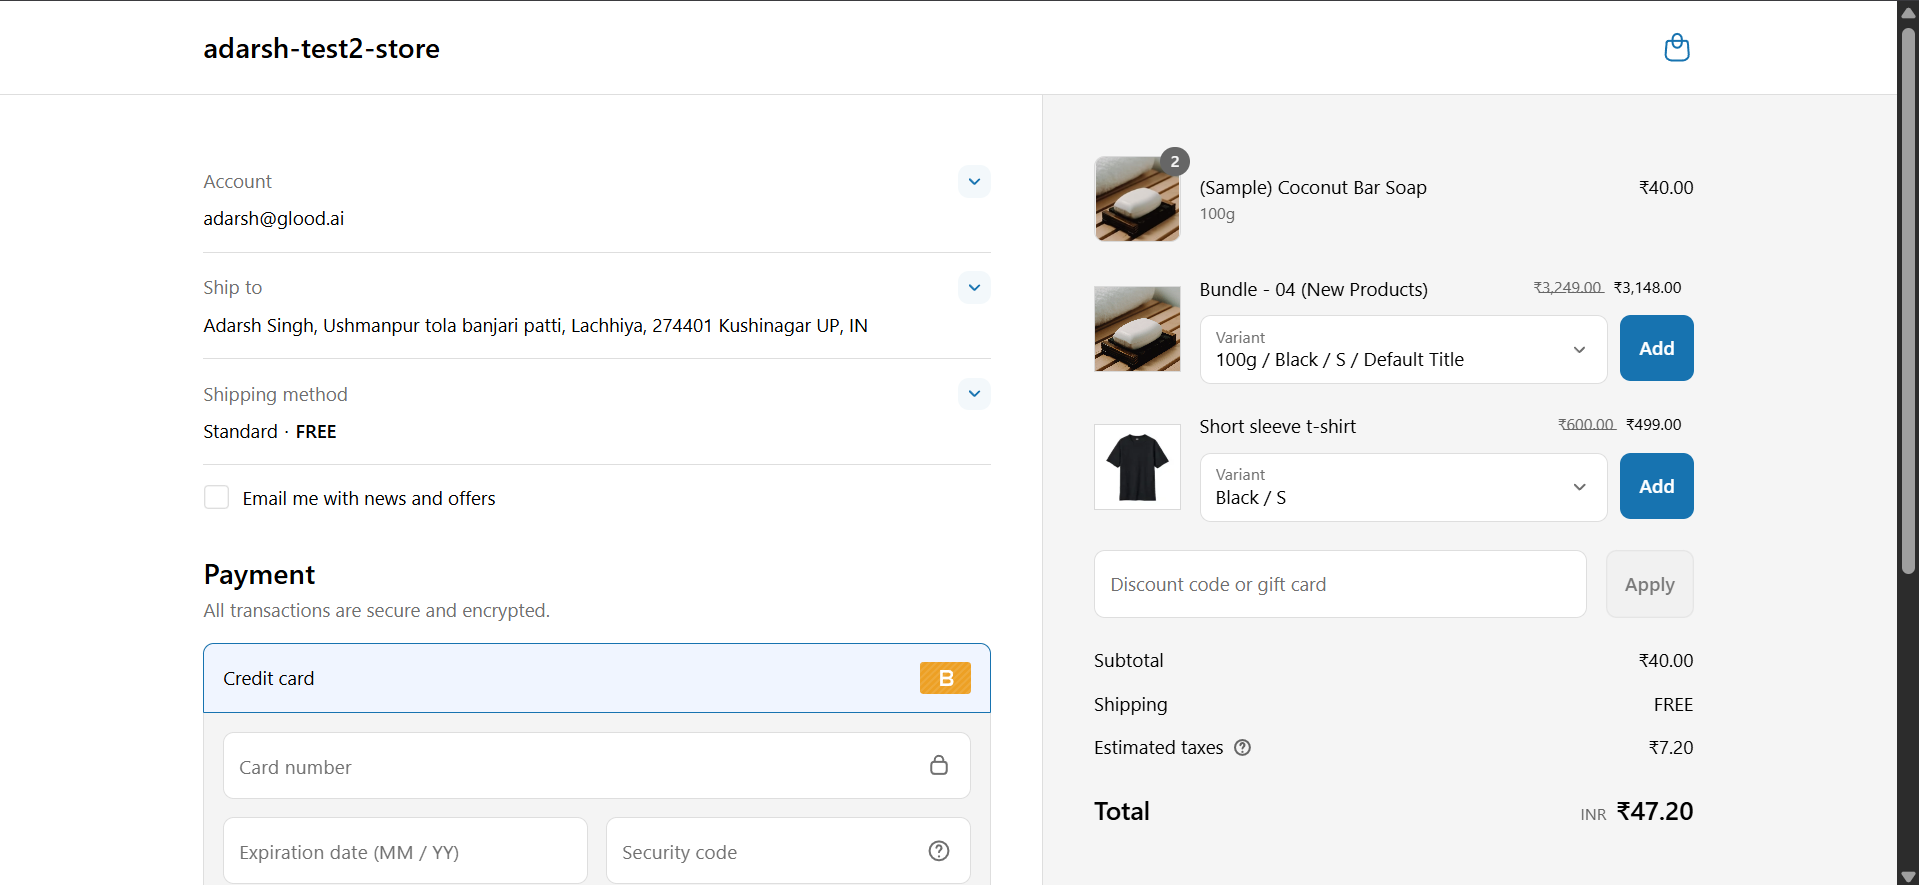 adarsh-test2-store
Account
adarsh@glood.ai
Ship to
Adarsh Singh, Ushmanpur tola banjari patti, Lachhiya, 274401 Kushinagar UP, IN
Shipping method
Standard · FREE
Email me with news and offers
Payment
All transactions are secure and encrypted.
Credit card
B
Card number
Expiration date (MM / YY)
Security code
2
(Sample) Coconut Bar Soap ₹40.00
100g
Bundle - 04 (New Products) ₹3,249.00 ₹3,148.00
Variant
100g / Black / S / Default Title
Add
Short sleeve t-shirt ₹600.00 ₹499.00
Variant
Black / S
Add
Discount code or gift card
Apply
Subtotal ₹40.00
Shipping FREE
Estimated taxes ₹7.20
Total INR ₹47.20